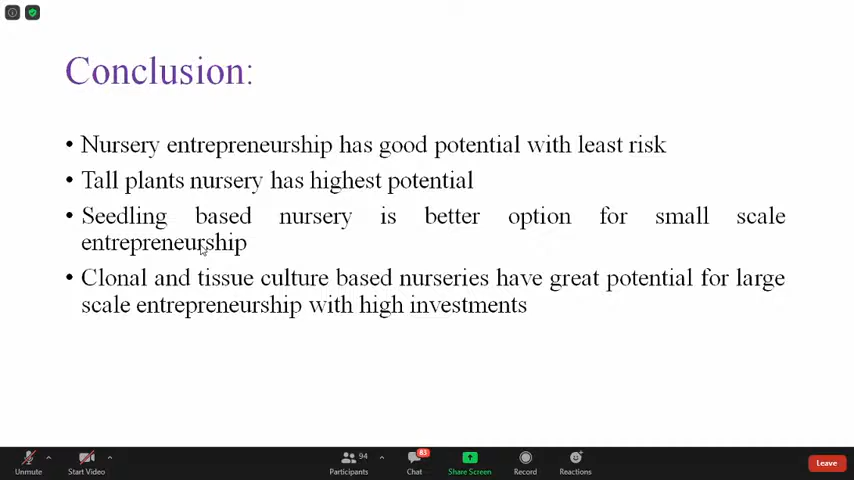 Conclusion:
• Nursery entrepreneurship has good potential with least risk
• Tall plants nursery has highest potential
• Seedling based nursery is better option for small scale
entrepreneurship
• Clonal and tissue culture based nurseries have great potential for large
scale entrepreneurship with high investments
Unmute
Start Video
Participants
94
Chat
85
Share Screen
Record
Reactions
Leave